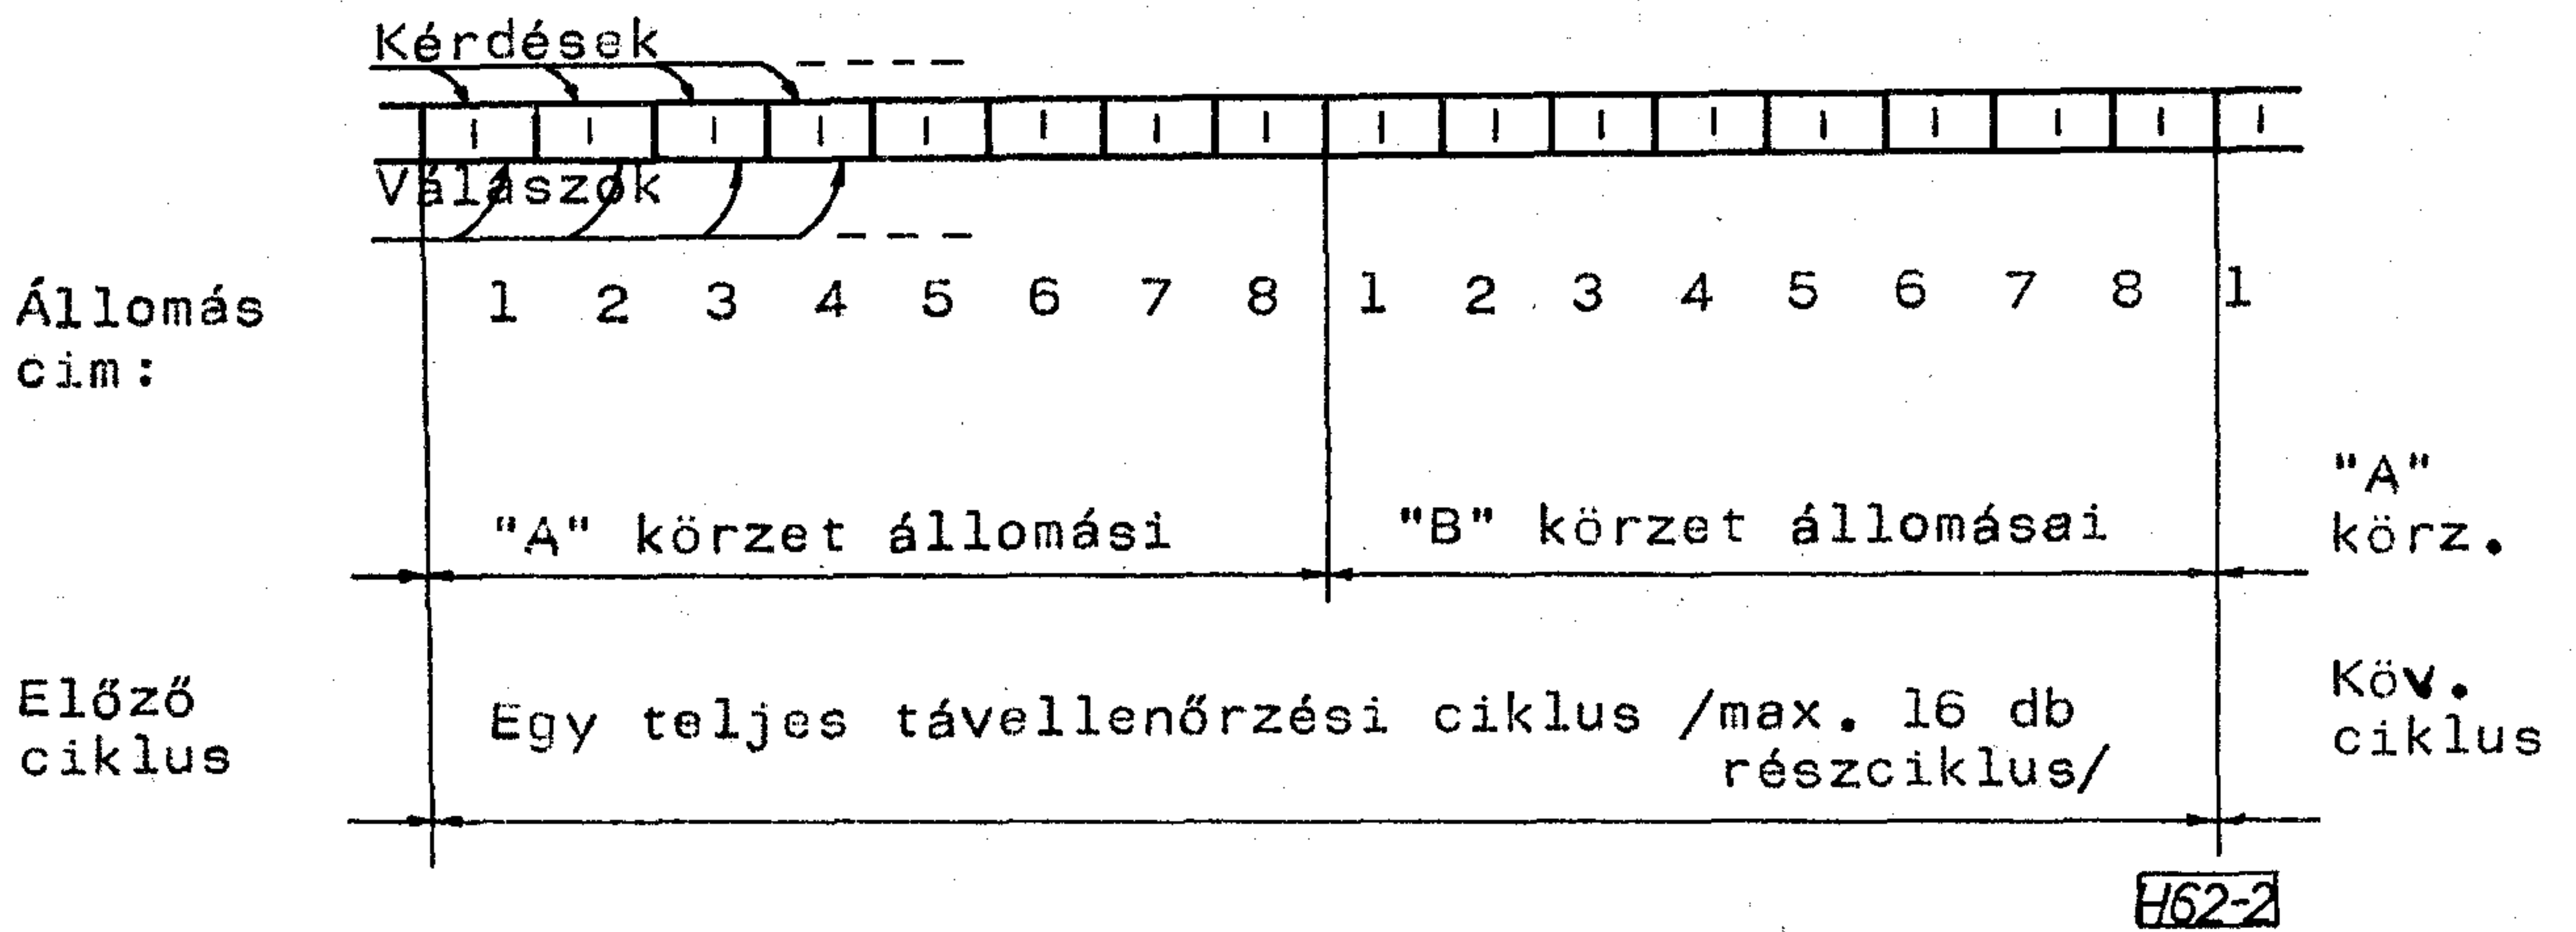 Kérdések
Válaszok
Állomás
cim:
1 2 3 4 5 6 7 8 1 2 3 4 5 6 7 8 1
"A" körzet állomási
"B" körzet állomásai
"A"
körz.
Előző
ciklus
Egy teljes távellenőrzési ciklus /max. 16 db
részciklus/
Köv.
ciklus
H62-2